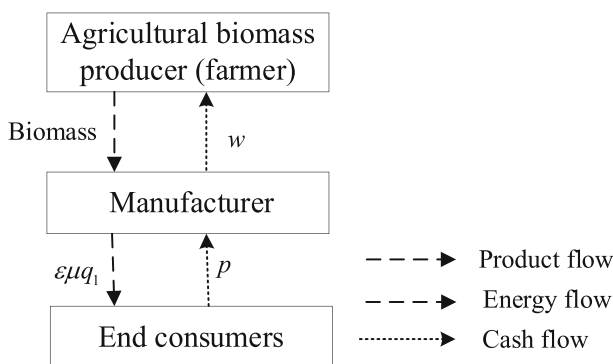 Agricultural biomass
producer (farmer)
Biomass
w
Manufacturer
εμq₁
p
Product flow
Energy flow
End consumers
Cash flow